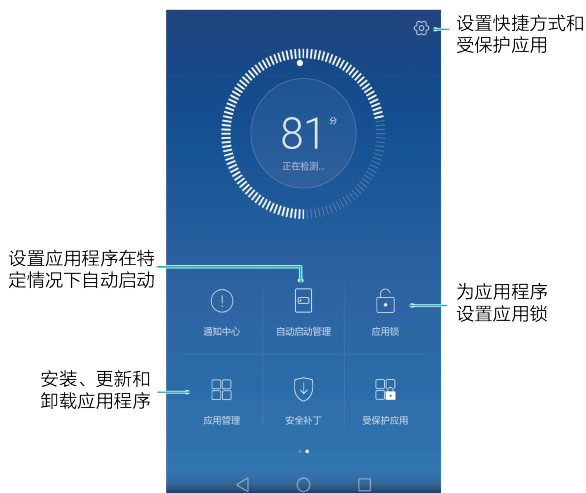 设置快捷方式和
受保护应用
81分
正在检测...
设置应用程序在特
定情况下自动启动
为应用程序
设置应用锁
通知中心
自动启动管理
应用锁
安装、更新和
卸载应用程序
应用管理
安全补丁
受保护应用